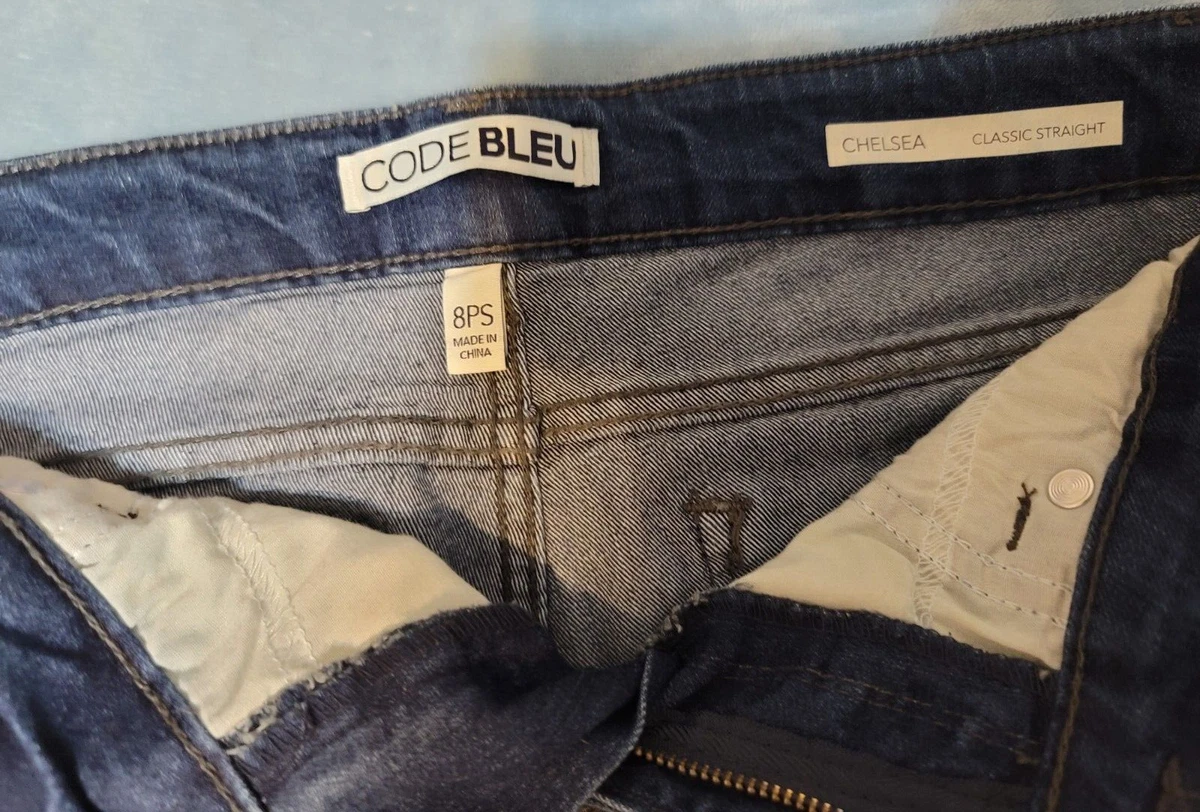 CODE BLEU
CHELSEA CLASSIC STRAIGHT
8PS
MADE IN
CHINA